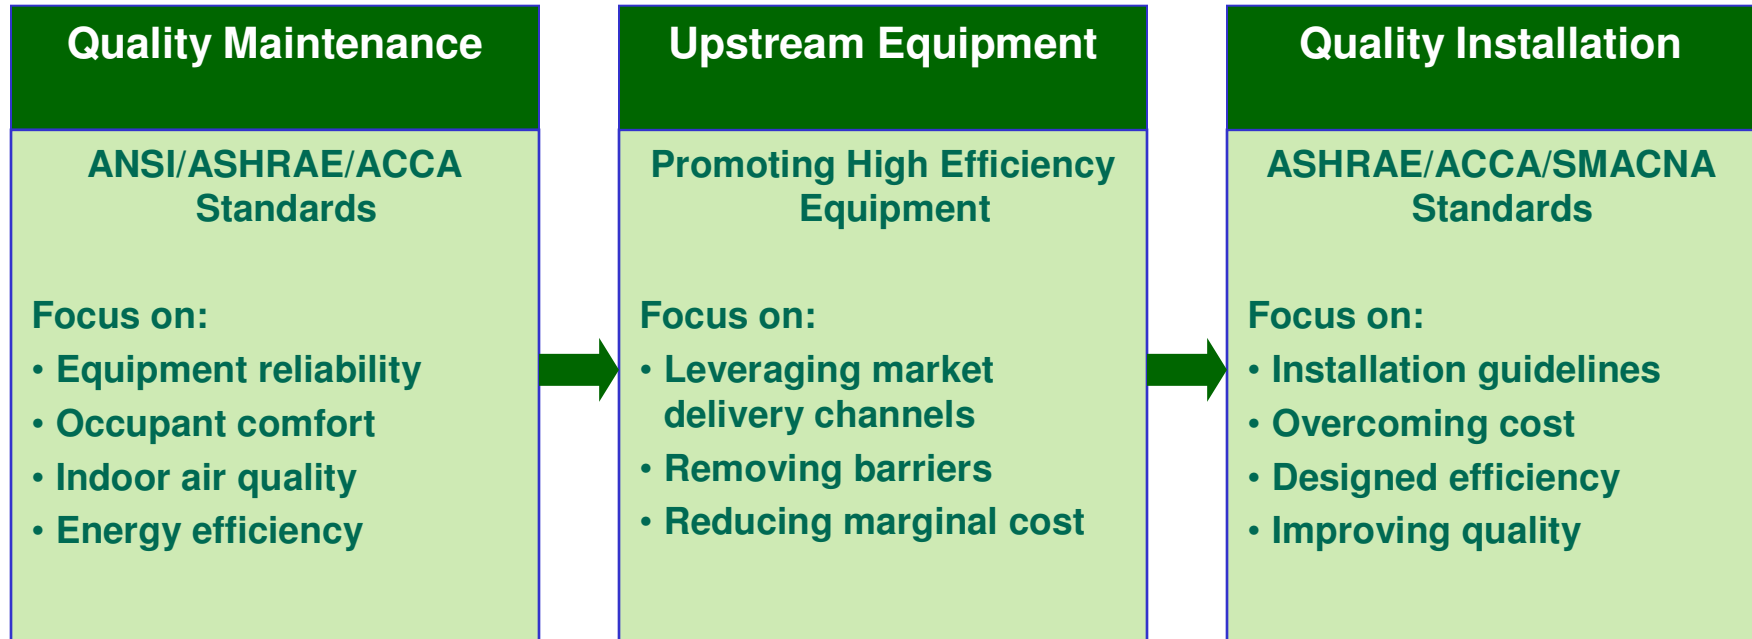 Quality Maintenance
ANSI/ASHRAE/ACCA
Standards
Focus on:
• Equipment reliability
• Occupant comfort
• Indoor air quality
• Energy efficiency
Upstream Equipment
Promoting High Efficiency
Equipment
Focus on:
• Leveraging market
delivery channels
• Removing barriers
• Reducing marginal cost
Quality Installation
ASHRAE/ACCA/SMACNA
Standards
Focus on:
• Installation guidelines
• Overcoming cost
• Designed efficiency
• Improving quality